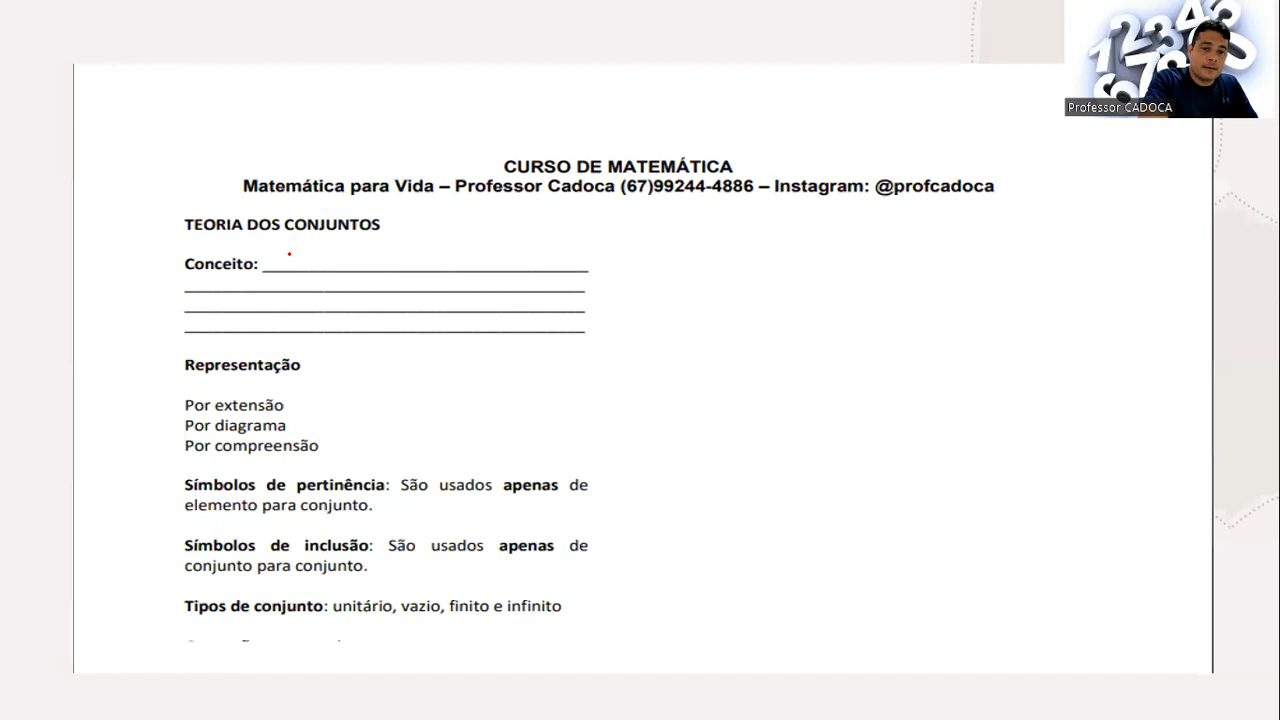 Professor CADOCA
CURSO DE MATEMÁTICA
Matemática para Vida – Professor Cadoca (67)99244-4886 – Instagram: @profcadoca
TEORIA DOS CONJUNTOS
Conceito: ____________________________________
Representação
Por extensão
Por diagrama
Por compreensão
Símbolos de pertinência: São usados apenas de
elemento para conjunto.
Símbolos de inclusão: São usados apenas de
conjunto para conjunto.
Tipos de conjunto: unitário, vazio, finito e infinito